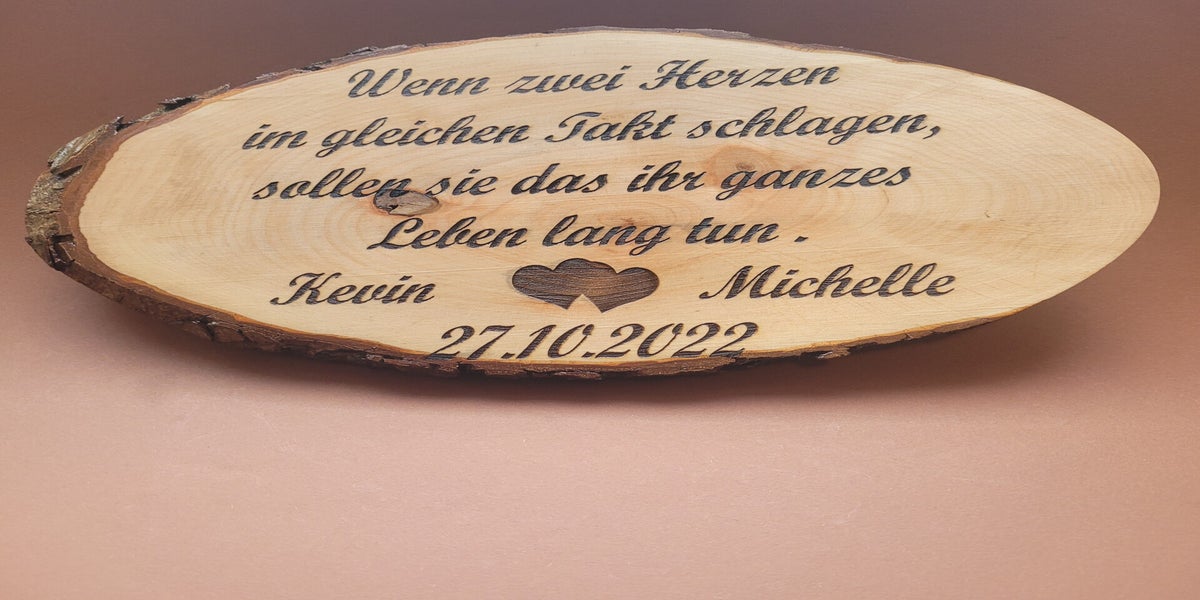 Wenn zwei Herzen
im gleichen Takt schlagen,
sollen sie das ihr ganzes
Leben lang tun .
Kevin Michelle
27.10.2022